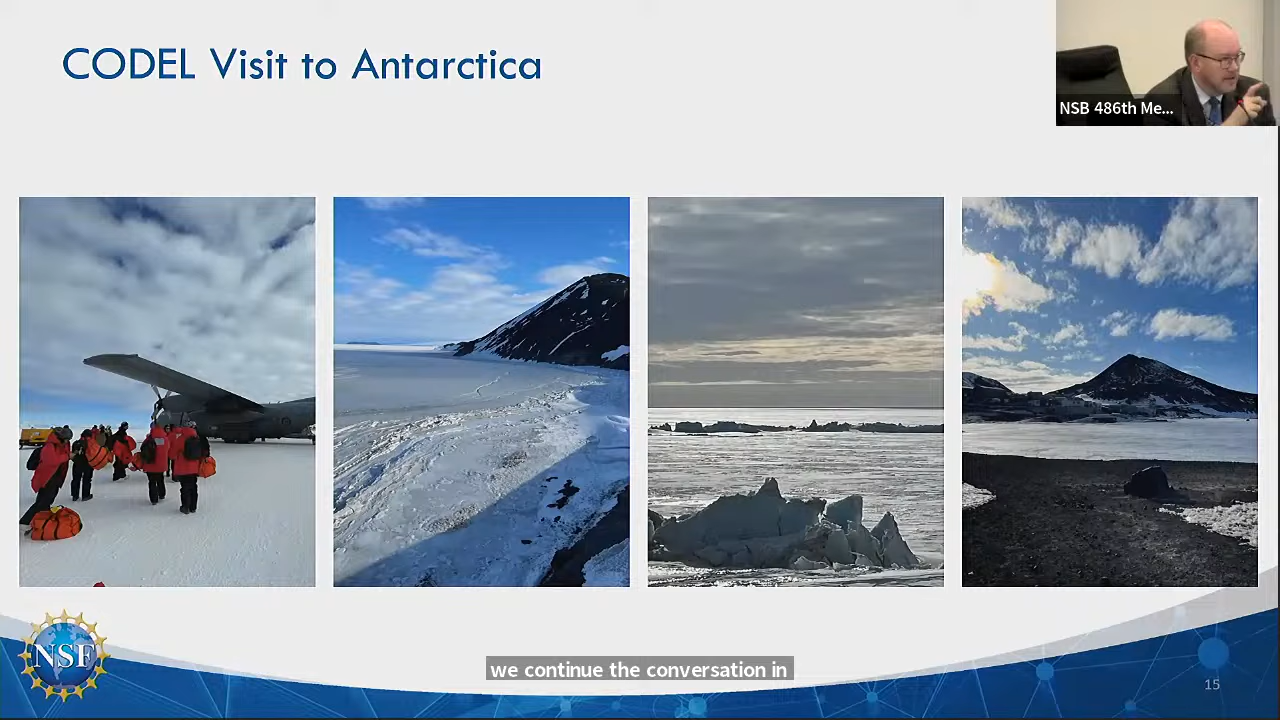 CODEL Visit to Antarctica
NSB 486th Me...
NSF
we continue the conversation in
15